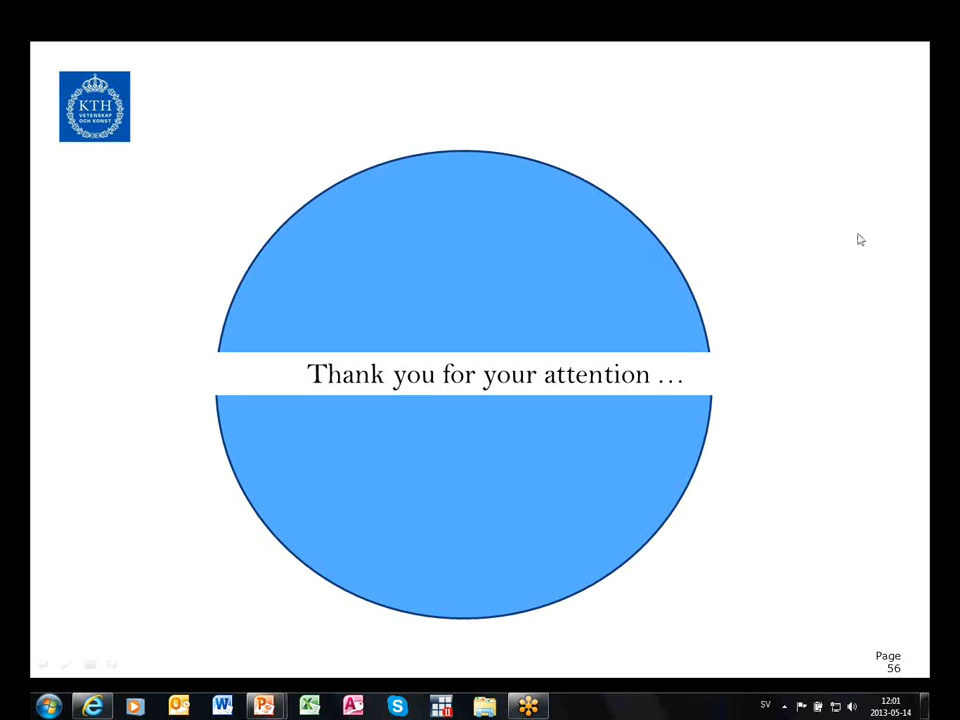 KTH
VETENSKAP
OCH KONST
Thank you for your attention …
Page
56
SV
12:01
2013-05-14